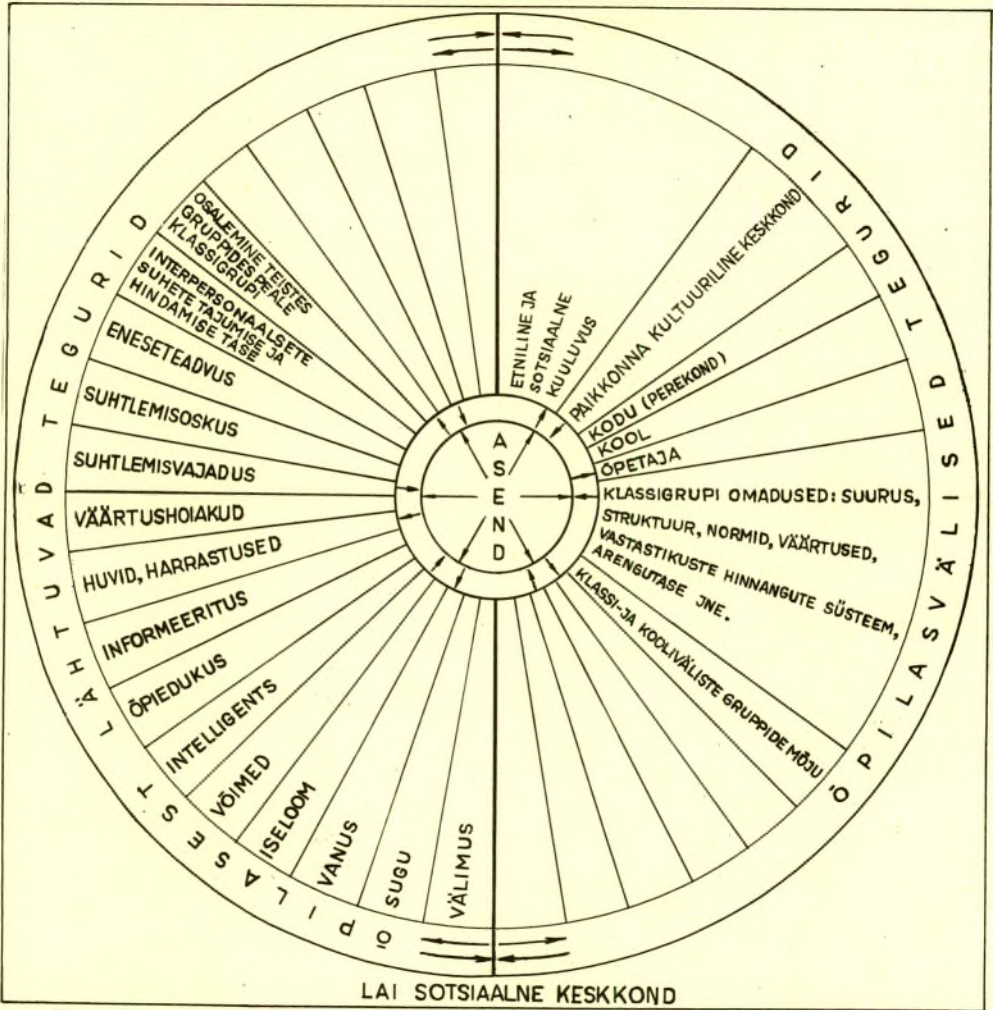 ÕPILASEST LÄHTUVAD TEGURID
ÕPILASVÄLISED TEGURID
OSALEMINE TEISTES
GRUPPIDES PEALE
KLASSIGRUPI
INTERPERSONAALSETE
SUHETE TAJUMISE JA
HINDAMISE TASE
ENESETEADVUS
SUHTLEMISOSKUS
SUHTLEMISVAJADUS
VÄÄRTUSHOIAKUD
HUVID, HARRASTUSED
INFORMEERITUS
ÕPIEDUKUS
INTELLIGENTS
VÕIMED
ISELOOM
VANUS
SUGU
VÄLIMUS
ASEND
ETNILINE JA
SOTSIAALNE
KUULUVUS
PAIKKONNA KULTUURILINE KESKKOND
KODU (PEREKOND)
KOOL
ÕPETAJA
KLASSIGRUPI OMADUSED: SUURUS,
STRUKTUUR, NORMID, VÄÄRTUSED,
VASTASTIKUSTE HINNANGUTE SÜSTEEM,
ARENGUTASE JNE.
KLASSI-JA KOOLIVÄLISTE GRUPPIDE MÕJU
LAI SOTSIAALNE KESKKOND